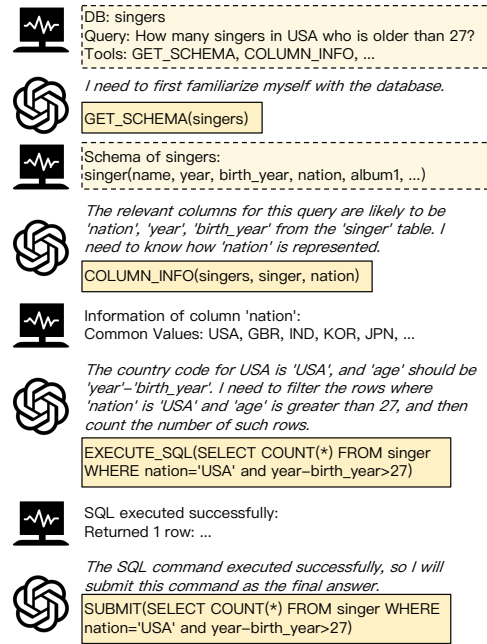 DB: singers
Query: How many singers in USA who is older than 27?
Tools: GET_SCHEMA, COLUMN_INFO, ...
I need to first familiarize myself with the database.
GET_SCHEMA(singers)
Schema of singers:
singer(name, year, birth_year, nation, album1, ...)
The relevant columns for this query are likely to be
'nation', 'year', 'birth_year' from the 'singer' table. I
need to know how 'nation' is represented.
COLUMN_INFO(singers, singer, nation)
Information of column 'nation':
Common Values: USA, GBR, IND, KOR, JPN, ...
The country code for USA is 'USA', and 'age' should be
'year'-'birth_year'. I need to filter the rows where
'nation' is 'USA' and 'age' is greater than 27, and then
count the number of such rows.
EXECUTE_SQL(SELECT COUNT(*) FROM singer
WHERE nation='USA' and year-birth_year>27)
SQL executed successfully:
Returned 1 row: ...
The SQL command executed successfully, so I will
submit this command as the final answer.
SUBMIT(SELECT COUNT(*) FROM singer WHERE
nation='USA' and year-birth_year>27)